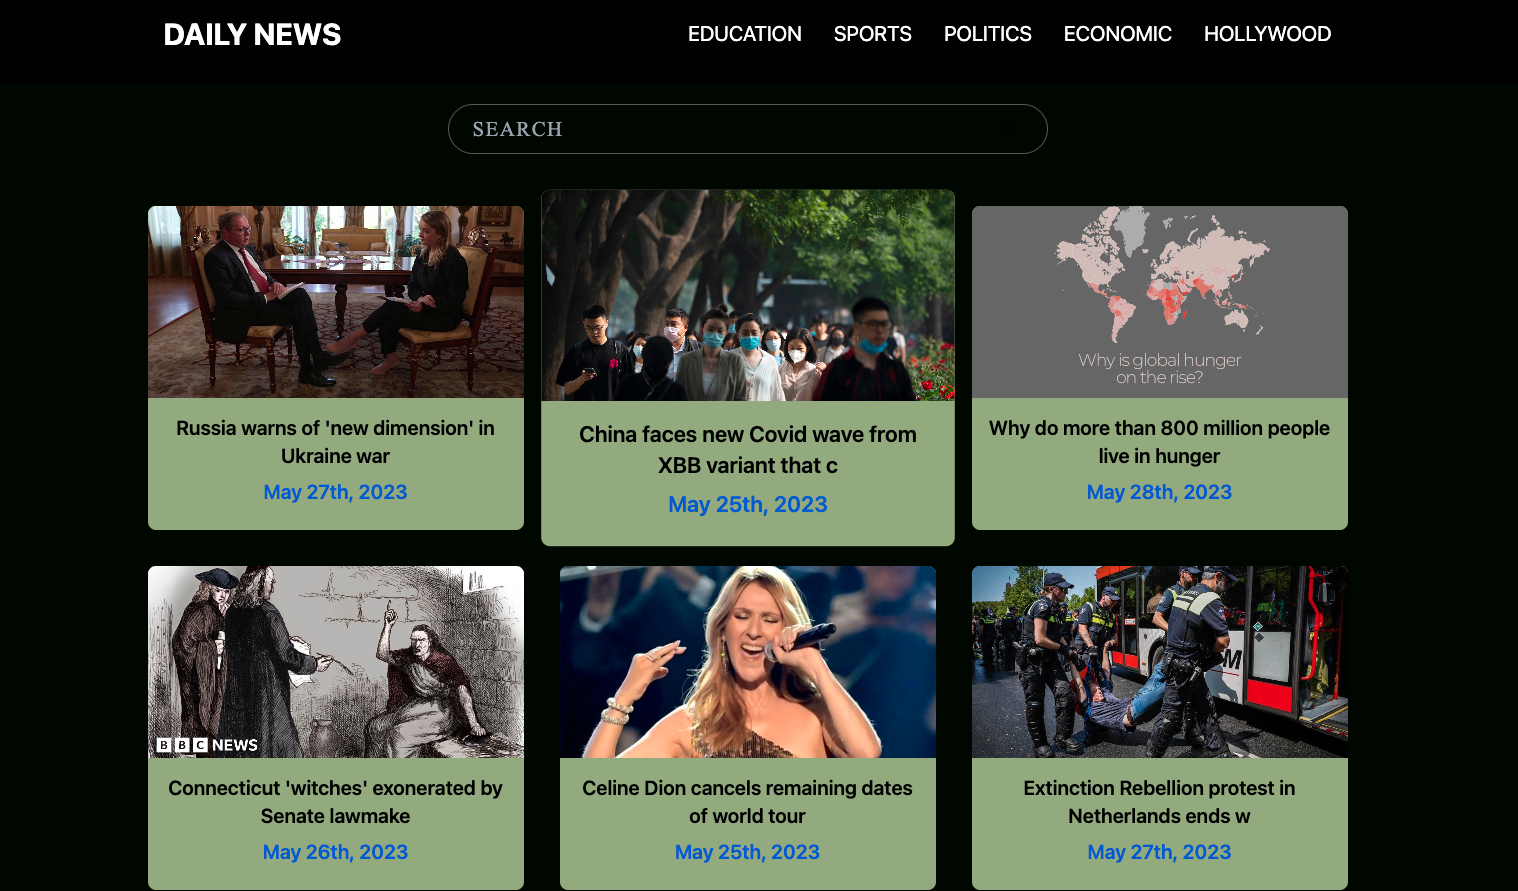 DAILY NEWS
EDUCATION
SPORTS
POLITICS
ECONOMIC
HOLLYWOOD
SEARCH
Why is global hunger
on the rise?
Russia warns of 'new dimension' in
Ukraine war
May 27th, 2023
China faces new Covid wave from
XBB variant that c
May 25th, 2023
Why do more than 800 million people
live in hunger
May 28th, 2023
BBC NEWS
Connecticut 'witches' exonerated by
Senate lawmake
May 26th, 2023
Celine Dion cancels remaining dates
of world tour
May 25th, 2023
Extinction Rebellion protest in
Netherlands ends w
May 27th, 2023